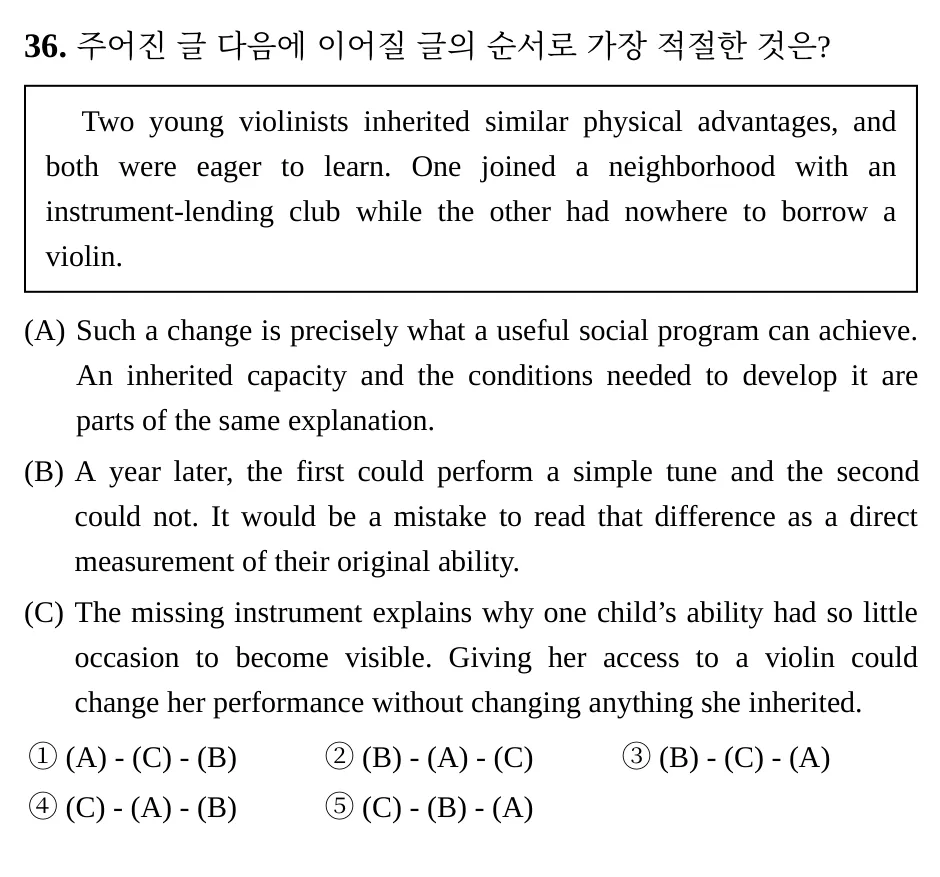 36. 주어진 글 다음에 이어질 글의 순서로 가장 적절한 것은?
Two young violinists inherited similar physical advantages, and
both were eager to learn. One joined a neighborhood with an
instrument-lending club while the other had nowhere to borrow a
violin.
(A) Such a change is precisely what a useful social program can achieve.
An inherited capacity and the conditions needed to develop it are
parts of the same explanation.
(B) A year later, the first could perform a simple tune and the second
could not. It would be a mistake to read that difference as a direct
measurement of their original ability.
(C) The missing instrument explains why one child’s ability had so little
occasion to become visible. Giving her access to a violin could
change her performance without changing anything she inherited.
① (A) - (C) - (B) ② (B) - (A) - (C) ③ (B) - (C) - (A)
④ (C) - (A) - (B) ⑤ (C) - (B) - (A)